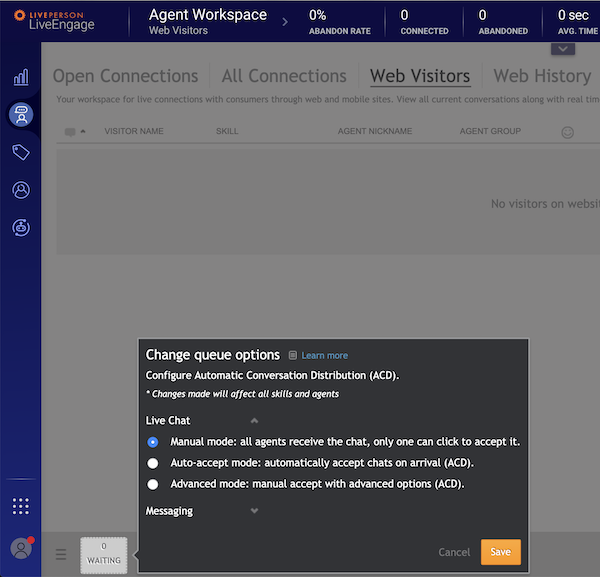 LIVEPERSON
LiveEngage
Agent Workspace
Web Visitors
0%
ABANDON RATE
0
CONNECTED
0
ABANDONED
0 sec
AVG. TIME
Open Connections
All Connections
Web Visitors
Web History
Your workspace for live connections with consumers through web and mobile sites. View all current conversations along with real
VISITOR NAME
SKILL
AGENT NICKNAME
AGENT GROUP
No visitors on
Change queue options
Learn more
Configure Automatic Conversation Distribution (ACD).
* Changes made will affect all skills and agents
Live Chat
Manual mode: all agents receive the chat, only one can click to accept it.
Auto-accept mode: automatically accept chats on arrival (ACD).
Advanced mode: manual accept with advanced options (ACD).
Messaging
Cancel
Save
0
WAITING